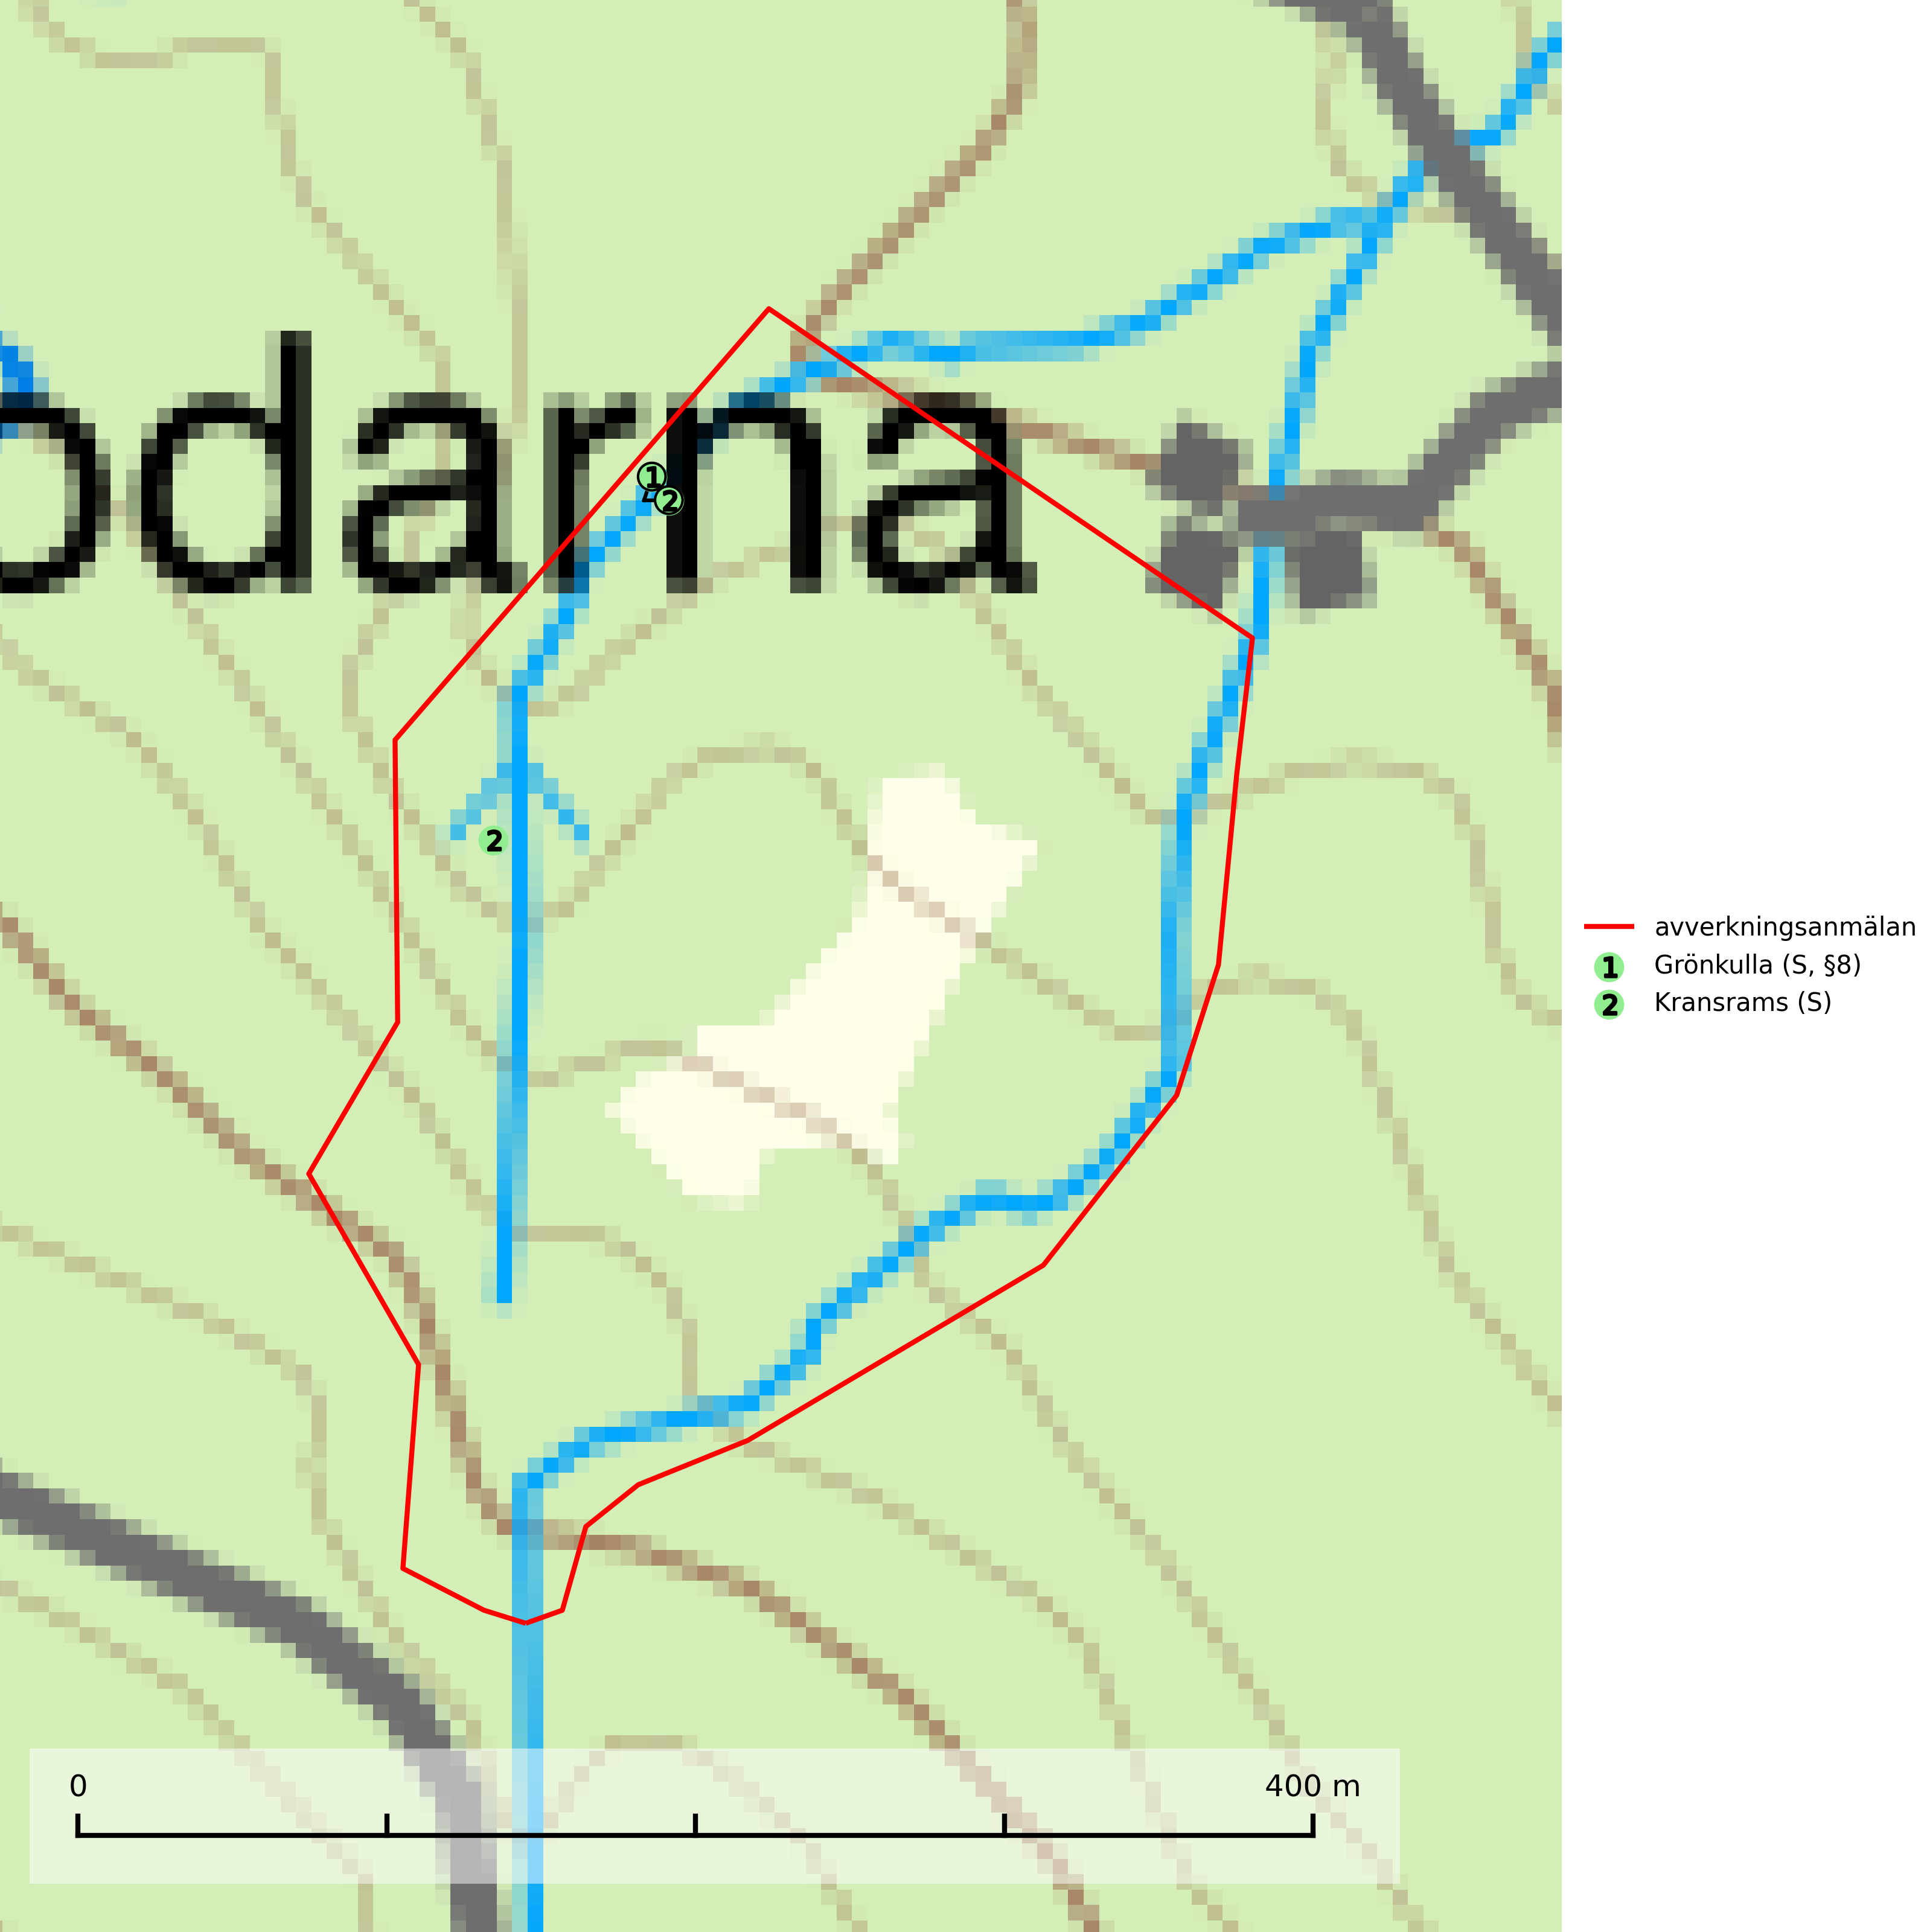 odarna
1
2
2
avverkningsanmälan
1 Grönkulla (S, §8)
2 Kransrams (S)
0 400 m